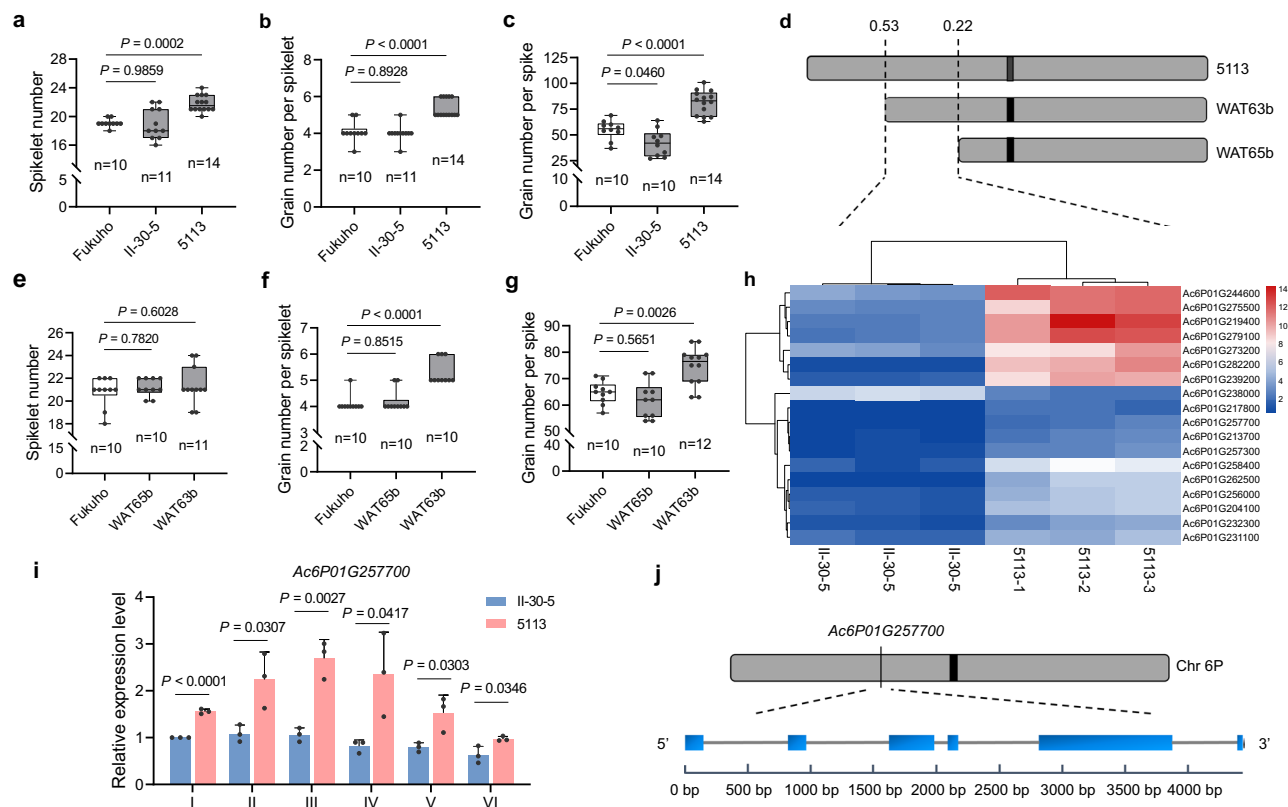 a
Spikelet number
P = 0.0002
P = 0.9859
28
24
20
16
5
0
n=10
n=11
n=14
Fukuho
II-30-5
5113
b
Grain number per spikelet
P < 0.0001
P = 0.8928
8
6
4
2
0
n=10
n=11
n=14
Fukuho
II-30-5
5113
c
Grain number per spike
P < 0.0001
P = 0.0460
125
100
75
50
25
0
n=10
n=10
n=14
Fukuho
II-30-5
5113
d
0.53
0.22
5113
WAT63b
WAT65b
e
Spikelet number
P = 0.6028
P = 0.7820
26
24
22
20
18
15
0
n=10
n=10
n=11
Fukuho
WAT65b
WAT63b
f
Grain number per spikelet
P < 0.0001
P = 0.8515
7
6
5
4
3
2
0
n=10
n=10
n=11
Fukuho
WAT65b
WAT63b
g
Grain number per spike
P = 0.0026
P = 0.5651
90
80
70
60
50
40
0
n=10
n=10
n=12
Fukuho
WAT65b
WAT63b
h
Ac6P01G244600
Ac6P01G275500
Ac6P01G219400
Ac6P01G279100
Ac6P01G273200
Ac6P01G282200
Ac6P01G239200
Ac6P01G238000
Ac6P01G217800
Ac6P01G257700
Ac6P01G213700
Ac6P01G257300
Ac6P01G258400
Ac6P01G262500
Ac6P01G256000
Ac6P01G204100
Ac6P01G232300
Ac6P01G231100
14
12
10
8
6
4
2
II-30-5
II-30-5
II-30-5
5113-1
5113-2
5113-3
i
Ac6P01G257700
Relative expression level
4
3
2
1
0
P < 0.0001
P = 0.0307
P = 0.0027
P = 0.0417
P = 0.0303
P = 0.0346
II-30-5
5113
I
II
III
IV
V
VI
j
Ac6P01G257700
Chr 6P
5’
3’
0 bp
500 bp
1000 bp
1500 bp
2000 bp
2500 bp
3000 bp
3500 bp
4000 bp